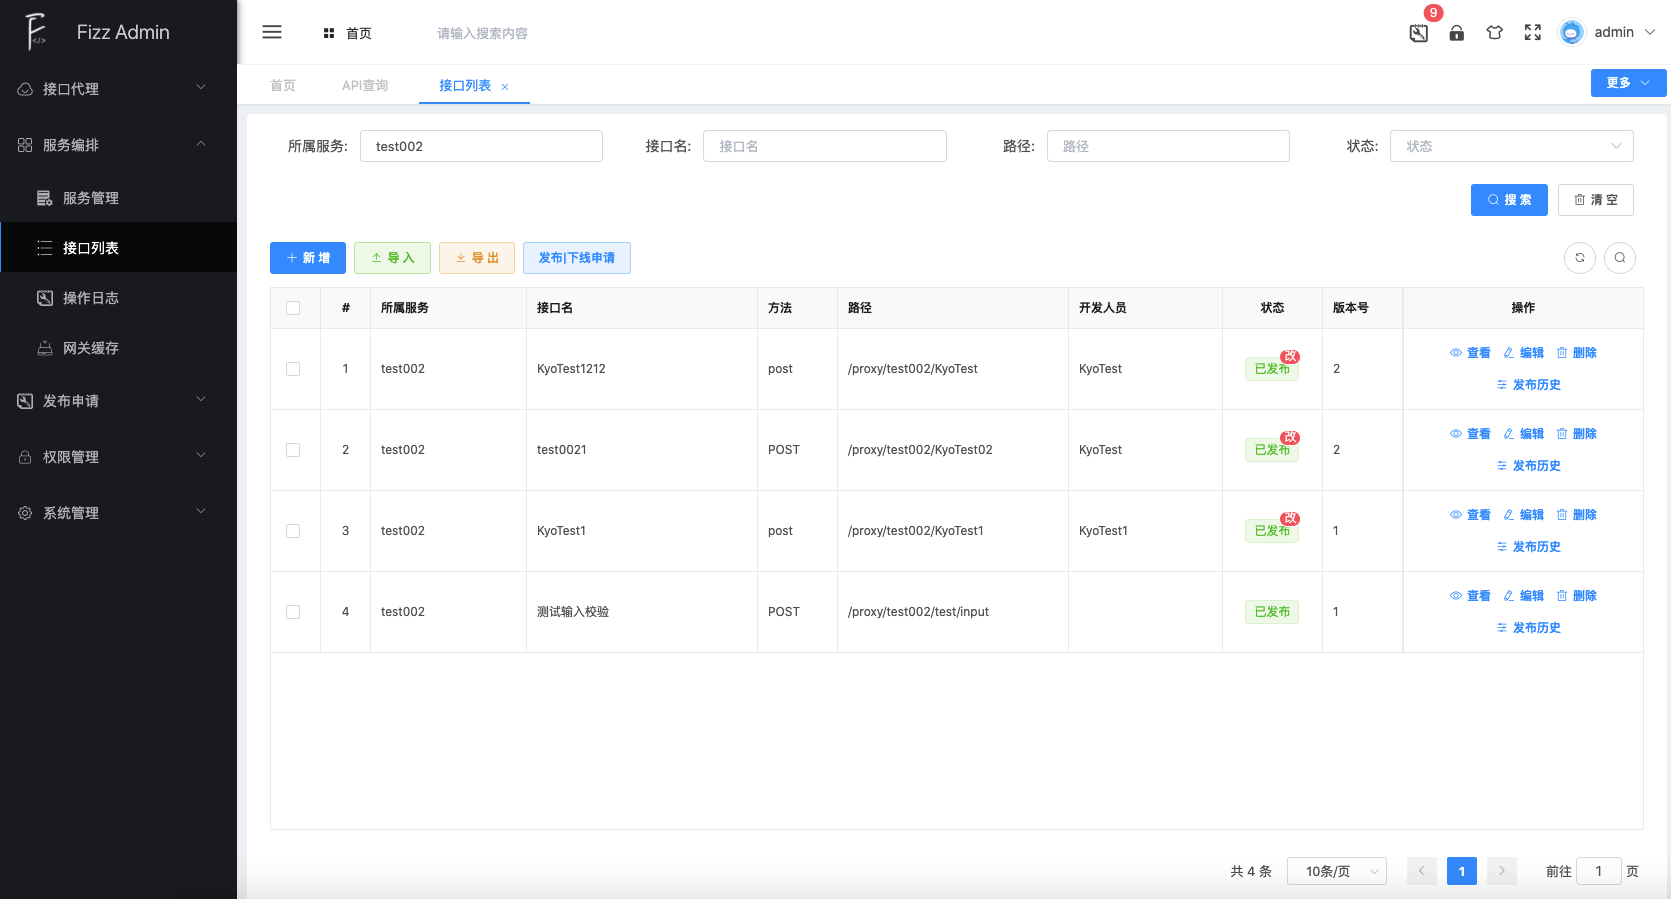 Fizz Admin
首页
请输入搜索内容
9
admin
接口代理
服务编排
服务管理
接口列表
操作日志
网关缓存
发布申请
权限管理
系统管理
首页 API查询 接口列表 ×
更多
所属服务: test002 接口名: 接口名 路径: 路径 状态: 状态
搜 索 清 空
新 增 导 入 导 出 发布|下线申请
# 所属服务 接口名 方法 路径 开发人员 状态 版本号 操作
1 test002 KyoTest1212 post /proxy/test002/KyoTest KyoTest 已发布 改 2 查看 编辑 删除
发布历史
2 test002 test0021 POST /proxy/test002/KyoTest02 KyoTest 已发布 改 2 查看 编辑 删除
发布历史
3 test002 KyoTest1 post /proxy/test002/KyoTest1 KyoTest1 已发布 改 1 查看 编辑 删除
发布历史
4 test002 测试输入校验 POST /proxy/test002/test/input 已发布 1 查看 编辑 删除
发布历史
共 4 条 10条/页 1 前往 1 页